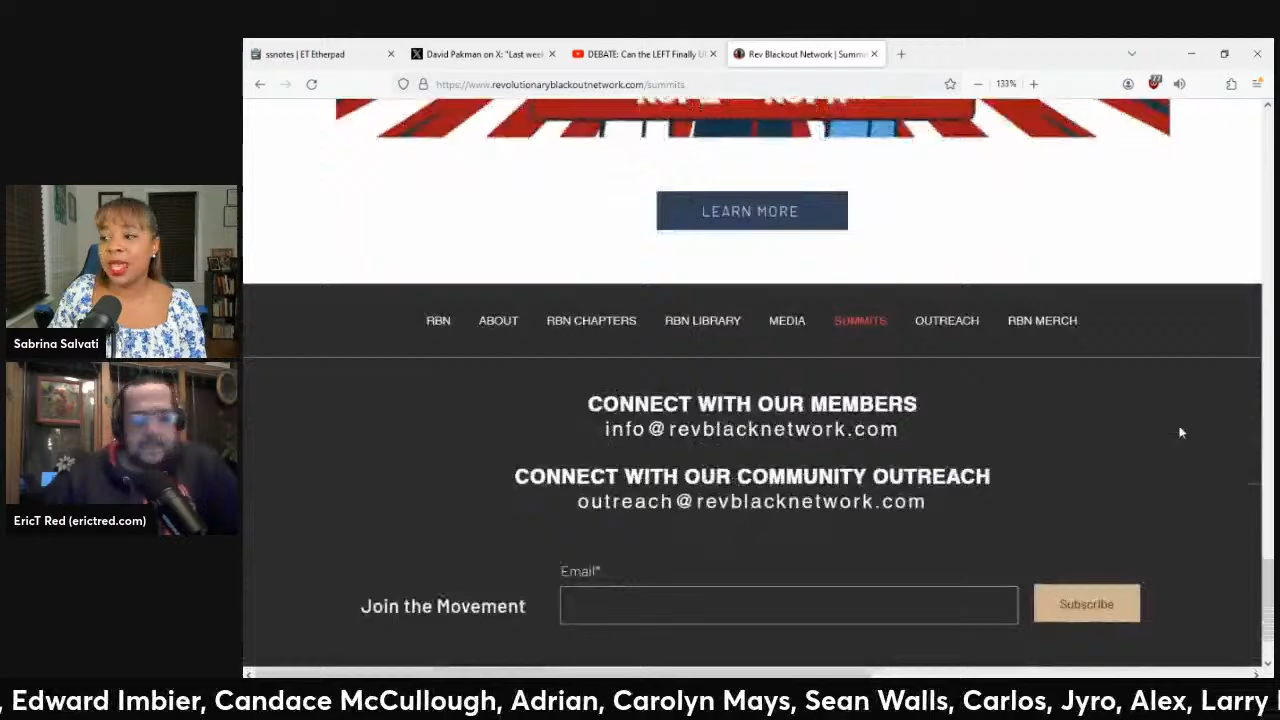 ssnotes | ET Etherpad
David Pakman on X: "Last wee
DEBATE: Can the LEFT Finally U
Rev Blackout Network | Summi
https://www.revolutionaryblackoutnetwork.com/summits
133%
77
LEARN MORE
RBN ABOUT RBN CHAPTERS RBN LIBRARY MEDIA SUMMITS OUTREACH RBN MERCH
CONNECT WITH OUR MEMBERS
info@revblacknetwork.com
CONNECT WITH OUR COMMUNITY OUTREACH
outreach@revblacknetwork.com
Email*
Join the Movement
Subscribe
Sabrina Salvati
EricT Red (erictred.com)
, Edward Imbier, Candace McCullough, Adrian, Carolyn Mays, Sean Walls, Carlos, Jyro, Alex, Larry